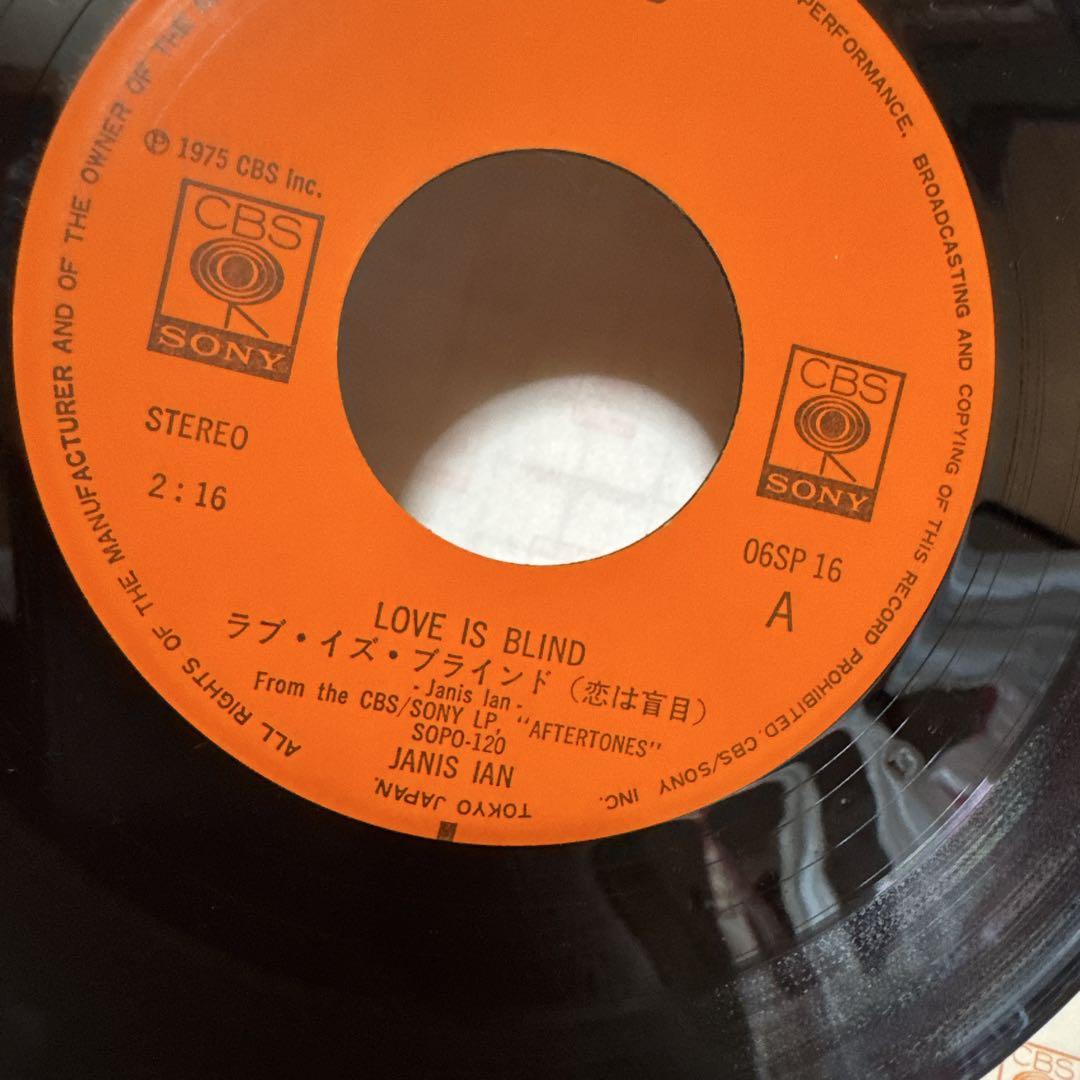 ℗ 1975 CBS Inc.
CBS
SONY
CBS
SONY
STEREO
2:16
06SP 16
A
LOVE IS BLIND
ラブ・イズ・ブラインド (恋は盲目)
- Janis Ian -
From the CBS/SONY LP, "AFTERTONES"
SOPO-120
JANIS IAN
ALL RIGHTS OF THE MANUFACTURER AND OF THE OWNER OF THE
PERFORMANCE, BROADCASTING AND COPYING OF THIS RECORD PROHIBITED. CBS/SONY INC.
TOKYO JAPAN.
CBS